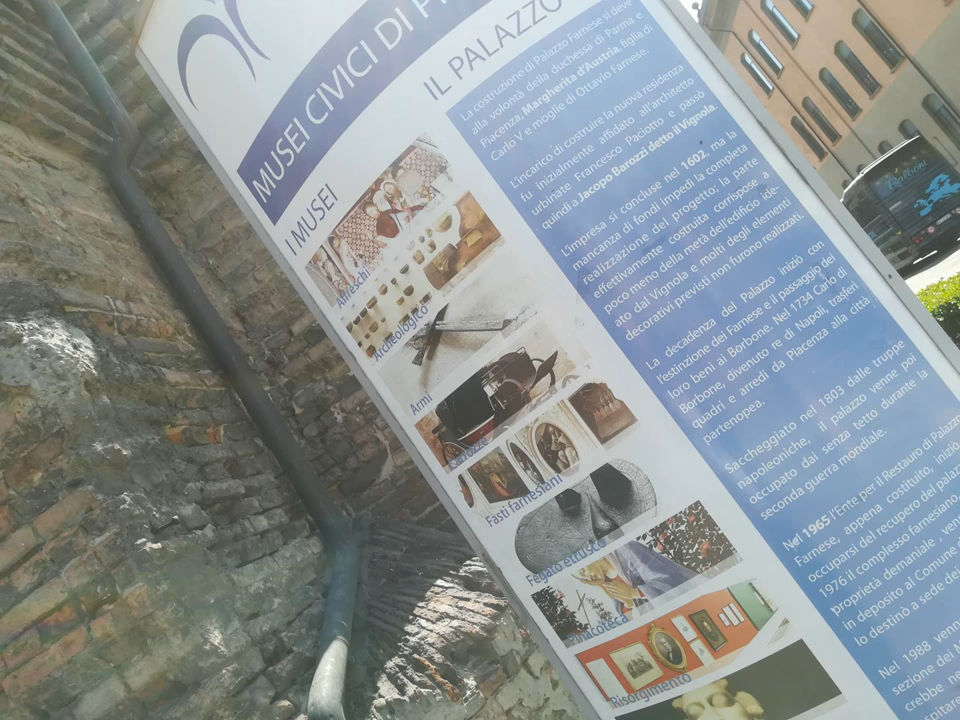 MUSEI CIVICI DI
IL PALAZZO
I MUSEI
Affreschi
Archeologico
Armi
Carrozze
Fasti farnesiani
Fegato etrusco
Pinacoteca
Risorgimento
La costruzione di Palazzo Farnese si deve
alla volontà della duchessa di Parma e
Piacenza, Margherita d'Austria, figlia di
Carlo V e moglie di Ottavio Farnese.
L'incarico di costruire la nuova residenza
fu inizialmente affidato all'architetto
urbinate Francesco Paciotto e passò
quindi a Jacopo Barozzi detto il Vignola.
L'impresa si concluse nel 1602, ma la
mancanza di fondi impedì la completa
realizzazione del progetto; la parte
effettivamente costruita corrisponde a
poco meno della metà dell'edificio ide-
ato dal Vignola e molti degli elementi
decorativi previsti non furono realizzati.
La decadenza del Palazzo iniziò con
l'estinzione dei Farnese e il passaggio dei
loro beni ai Borbone. Nel 1734 Carlo di
Borbone, divenuto re di Napoli, trasferì
quadri e arredi da Piacenza alla città
partenopea.
Saccheggiato nel 1803 dalle truppe
napoleoniche, il palazzo venne poi
occupato dai senza tetto durante la
seconda guerra mondiale.
Nel 1965 l'Ente per il Restauro di Palazzo
Farnese, appena costituito, iniziò
occuparsi del recupero del
1976 il complesso farnesiano
proprietà demaniale, ven
in deposito al Comune
lo destinò a sede dei
Nel 1988 venn
sezione dei
crebbe ne